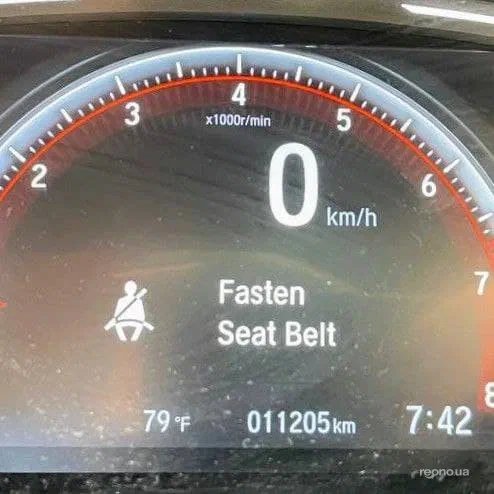 4
3
5
x1000r/min
2
6
0 km/h
7
Fasten
Seat Belt
8
79 °F
011205 km
7:42
repno.ua